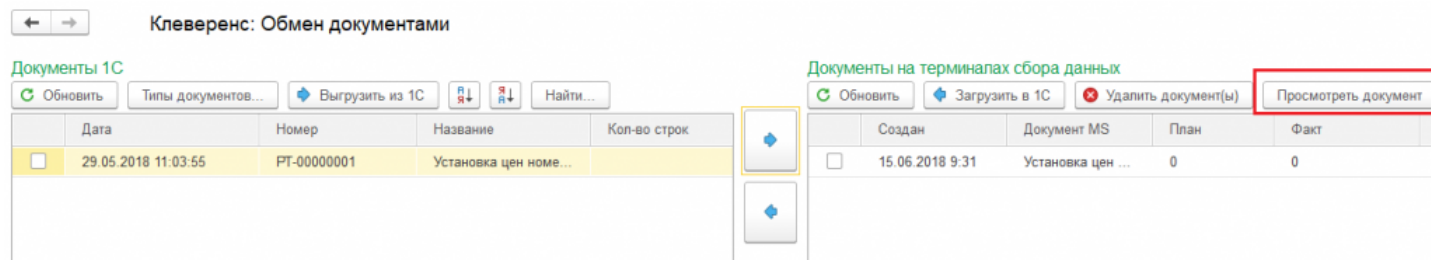 Клеверенс: Обмен документами
Документы 1С
Обновить Типы документов... Выгрузить из 1С Найти...
Дата Номер Название Кол-во строк
29.05.2018 11:03:55 РТ-00000001 Установка цен номе...
Документы на терминалах сбора данных
Обновить Загрузить в 1С Удалить документ(ы) Просмотреть документ
Создан Документ MS План Факт
15.06.2018 9:31 Установка цен ... 0 0